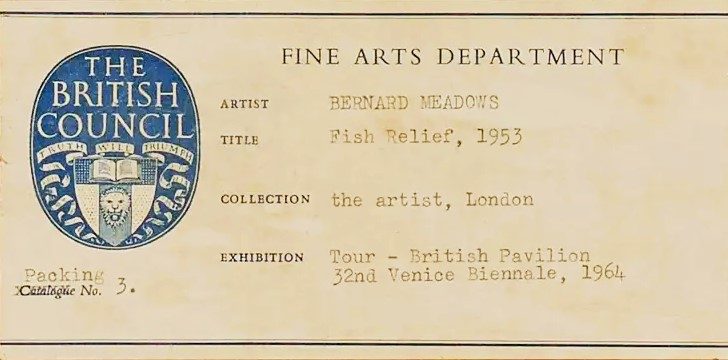 THE
BRITISH
COUNCIL
TRUTH WILL TRIUMPH
FINE ARTS DEPARTMENT
ARTIST BERNARD MEADOWS
TITLE Fish Relief, 1953
COLLECTION the artist, London
EXHIBITION Tour - British Pavilion
32nd Venice Biennale, 1964
Packing
Catalogue No. 3.